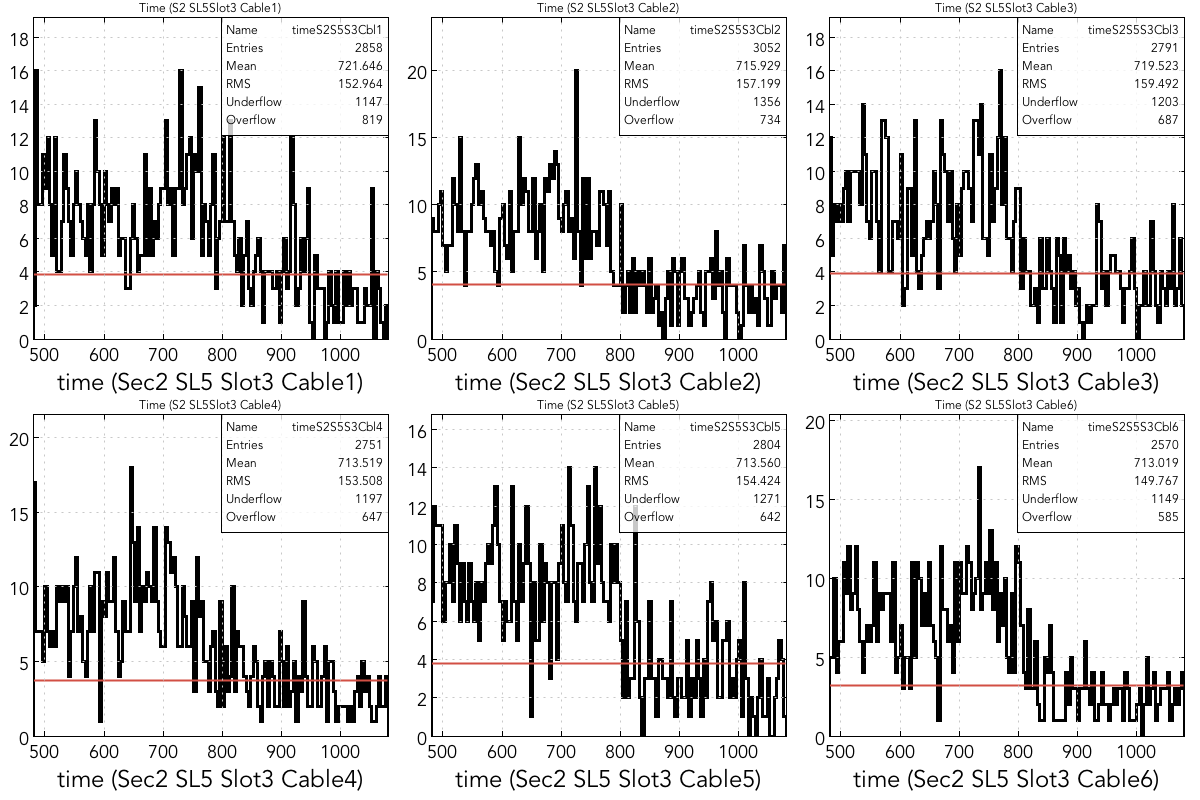 Time (S2 SL5Slot3 Cable1)
18
16
14
12
10
8
6
4
2
0
500 600 700 800 900 1000
Name timeS2S5S3Cbl1
Entries 2858
Mean 721.646
RMS 152.964
Underflow 1147
Overflow 819
time (Sec2 SL5 Slot3 Cable1)
Time (S2 SL5Slot3 Cable2)
20
15
10
5
0
500 600 700 800 900 1000
Name timeS2S5S3Cbl2
Entries 3052
Mean 715.929
RMS 157.199
Underflow 1356
Overflow 734
time (Sec2 SL5 Slot3 Cable2)
Time (S2 SL5Slot3 Cable3)
18
16
14
12
10
8
6
4
2
0
500 600 700 800 900 1000
Name timeS2S5S3Cbl3
Entries 2791
Mean 719.523
RMS 159.492
Underflow 1203
Overflow 687
time (Sec2 SL5 Slot3 Cable3)
Time (S2 SL5Slot3 Cable4)
20
15
10
5
0
500 600 700 800 900 1000
Name timeS2S5S3Cbl4
Entries 2751
Mean 713.519
RMS 153.508
Underflow 1197
Overflow 647
time (Sec2 SL5 Slot3 Cable4)
Time (S2 SL5Slot3 Cable5)
16
14
12
10
8
6
4
2
0
500 600 700 800 900 1000
Name timeS2S5S3Cbl5
Entries 2804
Mean 713.560
RMS 154.424
Underflow 1271
Overflow 642
time (Sec2 SL5 Slot3 Cable5)
Time (S2 SL5Slot3 Cable6)
20
15
10
5
0
500 600 700 800 900 1000
Name timeS2S5S3Cbl6
Entries 2570
Mean 713.019
RMS 149.767
Underflow 1149
Overflow 585
time (Sec2 SL5 Slot3 Cable6)